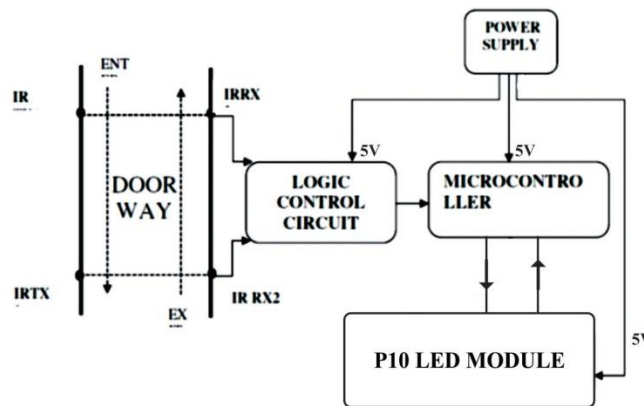 POWER
SUPPLY
IR
ENT
IRRX
5V
5V
DOOR
WAY
LOGIC
CONTROL
CIRCUIT
MICROCONTRO
LLER
IRTX
EX
IR RX2
P10 LED MODULE
5V